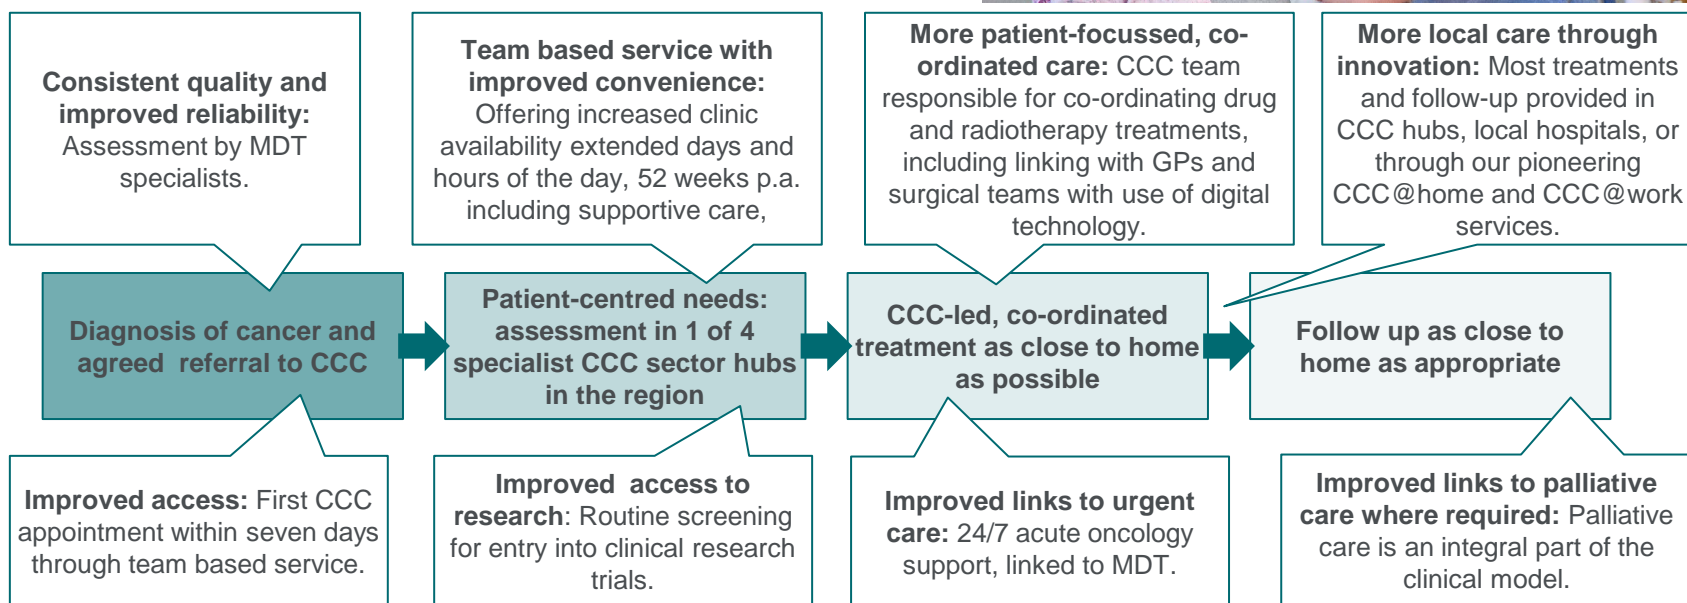 Consistent quality and
improved reliability:
Assessment by MDT
specialists.
Team based service with
improved convenience:
Offering increased clinic
availability extended days and
hours of the day, 52 weeks p.a.
including supportive care,
More patient-focussed, co-
ordinated care: CCC team
responsible for co-ordinating drug
and radiotherapy treatments,
including linking with GPs and
surgical teams with use of digital
technology.
More local care through
innovation: Most treatments
and follow-up provided in
CCC hubs, local hospitals, or
through our pioneering
CCC@home and CCC@work
services.
Diagnosis of cancer and
agreed referral to CCC
Patient-centred needs:
assessment in 1 of 4
specialist CCC sector hubs
in the region
CCC-led, co-ordinated
treatment as close to home
as possible
Follow up as close to
home as appropriate
Improved access: First CCC
appointment within seven days
through team based service.
Improved access to
research: Routine screening
for entry into clinical research
trials.
Improved links to urgent
care: 24/7 acute oncology
support, linked to MDT.
Improved links to palliative
care where required: Palliative
care is an integral part of the
clinical model.